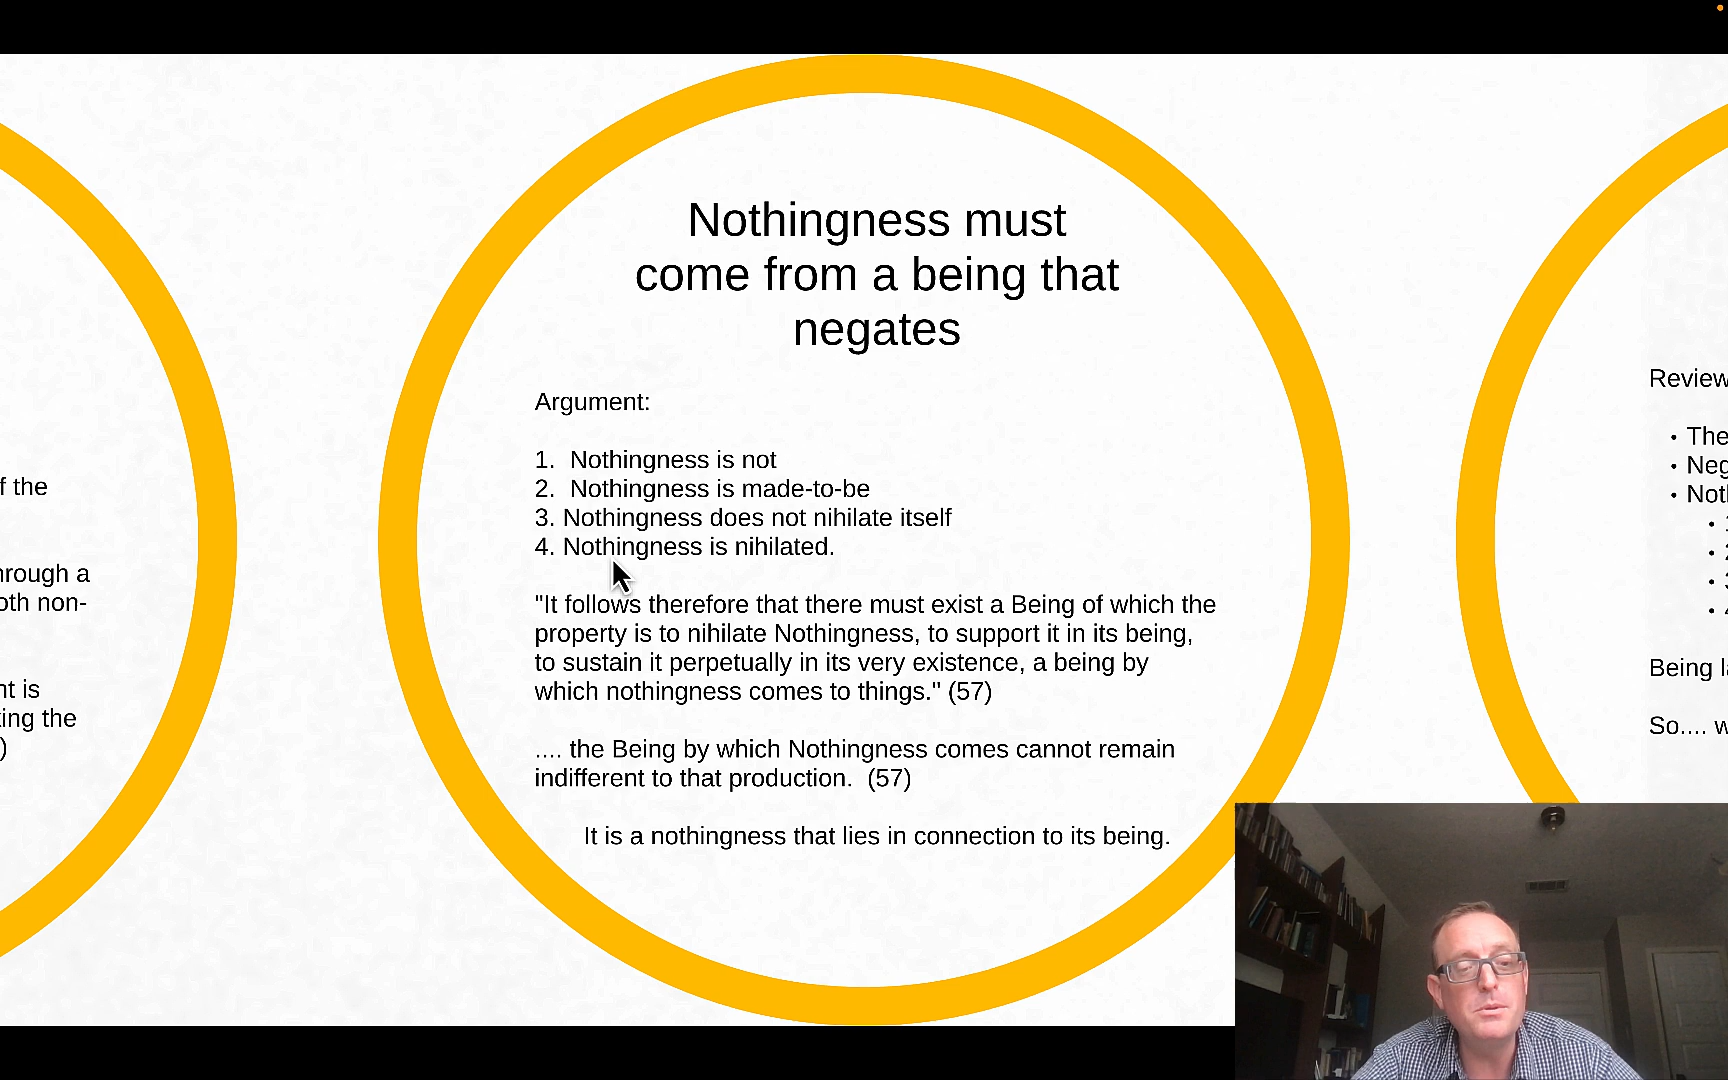 Nothingness must
come from a being that
negates
Argument:
1. Nothingness is not
2. Nothingness is made-to-be
3. Nothingness does not nihilate itself
4. Nothingness is nihilated.
"It follows therefore that there must exist a Being of which the
property is to nihilate Nothingness, to support it in its being,
to sustain it perpetually in its very existence, a being by
which nothingness comes to things." (57)
.... the Being by which Nothingness comes cannot remain
indifferent to that production. (57)
It is a nothingness that lies in connection to its being.
f the
hrough a
oth non-
nt is
king the
)
Review
• The
• Neg
• Noth
Being la
So.... w